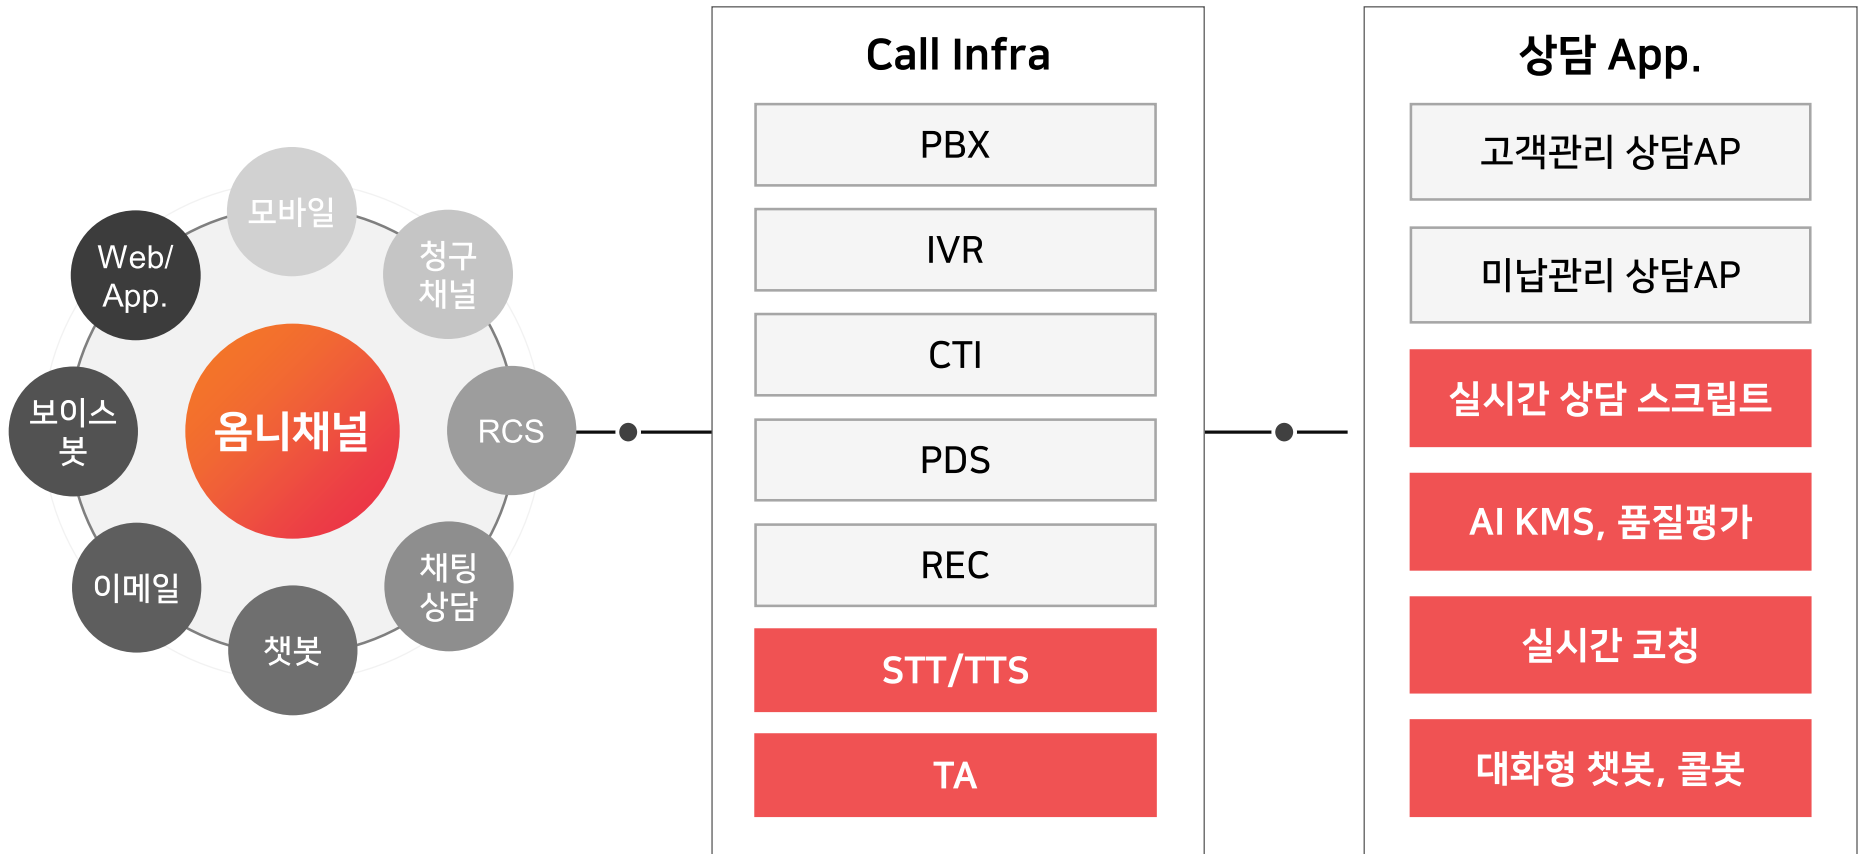 모바일
청구
채널
RCS
채팅
상담
챗봇
이메일
보이스
봇
Web/
App.
옴니채널
Call Infra
PBX
IVR
CTI
PDS
REC
STT/TTS
TA
상담 App.
고객관리 상담AP
미납관리 상담AP
실시간 상담 스크립트
AI KMS, 품질평가
실시간 코칭
대화형 챗봇, 콜봇